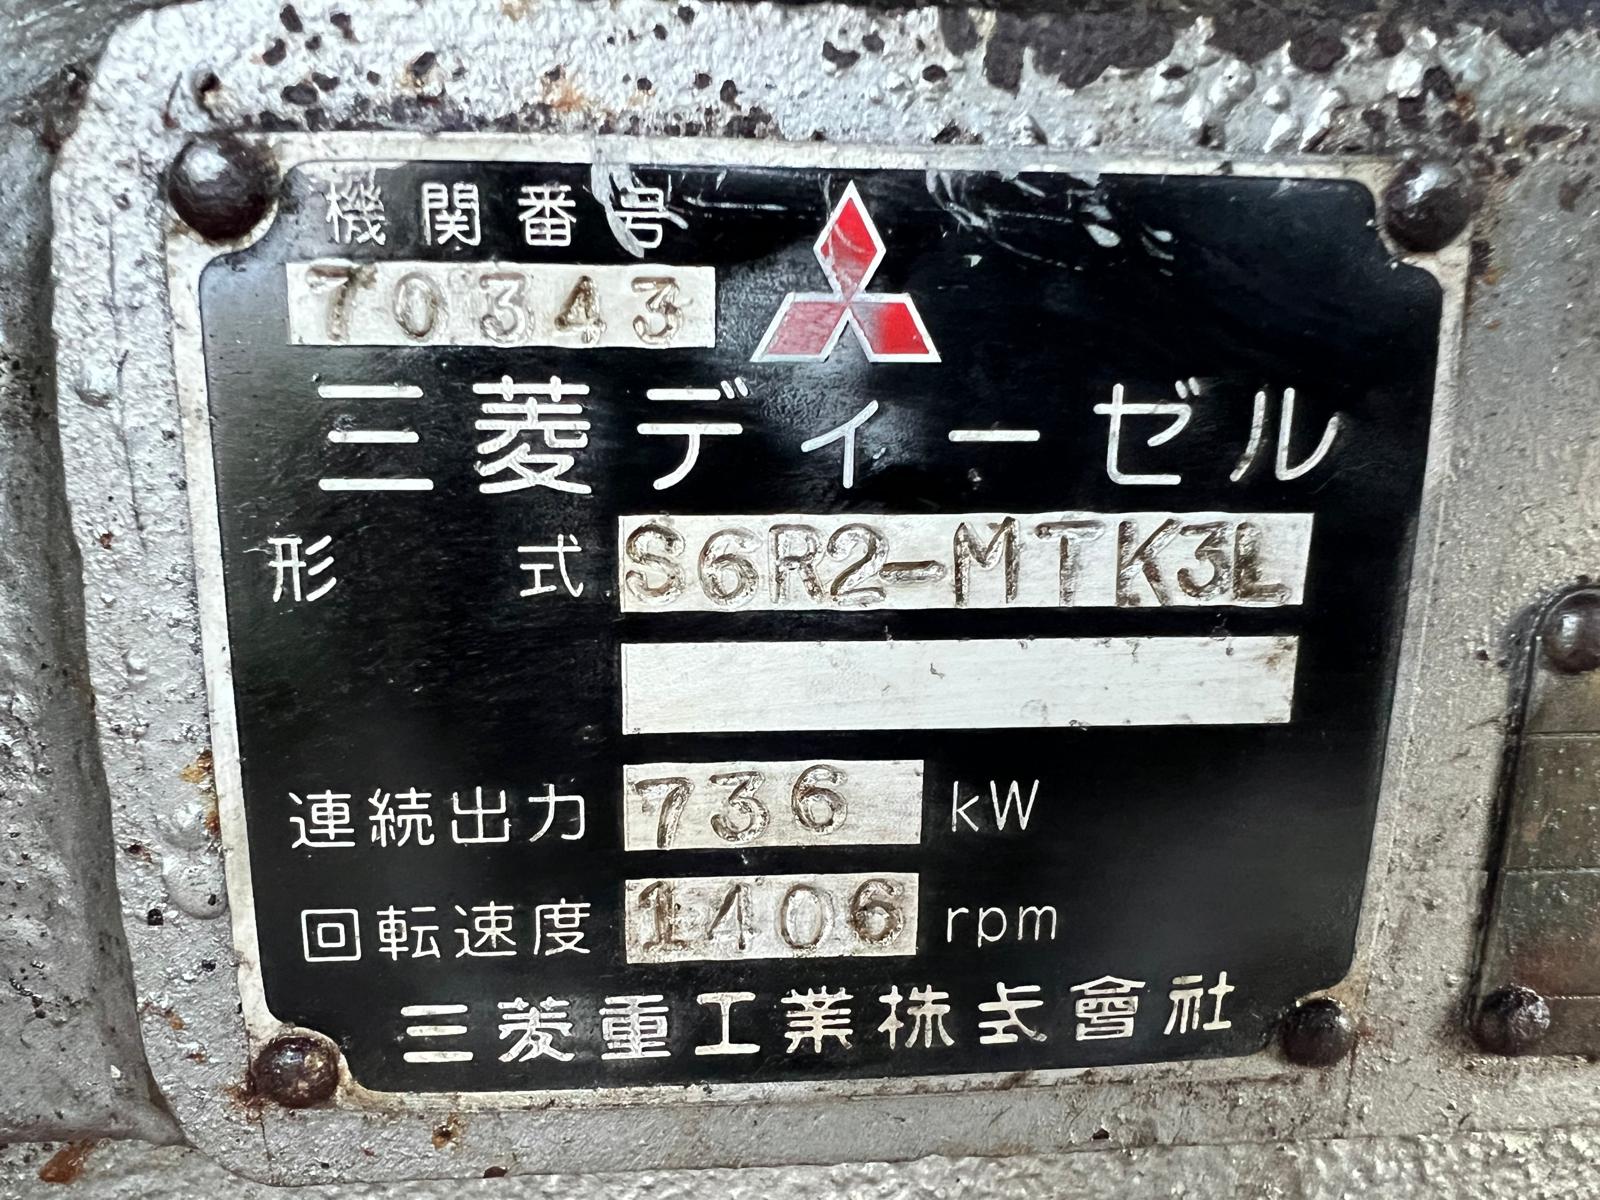 機関番号
70343
三菱ディーゼル
形式 S6R2-MTK3L
連続出力 736 kW
回転速度 1406 rpm
三菱重工業株式會社